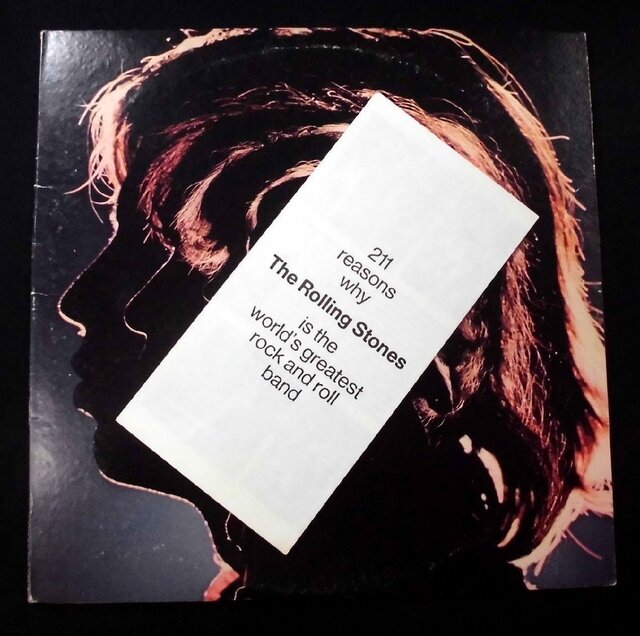 211
reasons
why
The Rolling Stones
is the
world's greatest
rock and roll
band